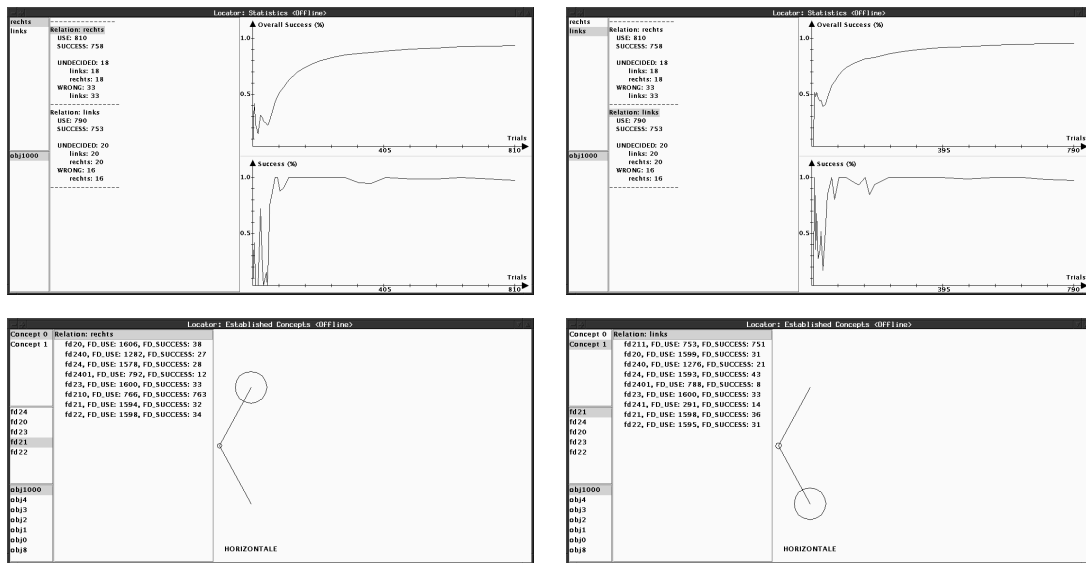 Locator: Statistics <Offline>
rechts
links
obj1000
------------------
Relation: rechts
USE: 810
SUCCESS: 758
UNDECIDED: 18
links: 18
rechts: 18
WRONG: 33
links: 33
------------------
Relation: links
USE: 790
SUCCESS: 753
UNDECIDED: 20
links: 20
rechts: 20
WRONG: 16
rechts: 16
------------------
Overall Success (%)
1.0
0.5
Trials
405
810
Success (%)
1.0
0.5
Trials
405
810
Locator: Statistics <Offline>
rechts
links
obj1000
------------------
Relation: rechts
USE: 810
SUCCESS: 758
UNDECIDED: 18
links: 18
rechts: 18
WRONG: 33
links: 33
------------------
Relation: links
USE: 790
SUCCESS: 753
UNDECIDED: 20
links: 20
rechts: 20
WRONG: 16
rechts: 16
------------------
Overall Success (%)
1.0
0.5
Trials
395
790
Success (%)
1.0
0.5
Trials
395
790
Locator: Established Concepts <Offline>
Concept 0
Concept 1
fd24
fd20
fd23
fd21
fd22
obj1000
obj4
obj3
obj2
obj1
obj0
obj8
Relation: rechts
fd20, FD_USE: 1606, FD_SUCCESS: 38
fd240, FD_USE: 1282, FD_SUCCESS: 27
fd24, FD_USE: 1578, FD_SUCCESS: 28
fd2401, FD_USE: 792, FD_SUCCESS: 12
fd23, FD_USE: 1600, FD_SUCCESS: 33
fd210, FD_USE: 766, FD_SUCCESS: 763
fd21, FD_USE: 1594, FD_SUCCESS: 32
fd22, FD_USE: 1598, FD_SUCCESS: 34
HORIZONTALE
Locator: Established Concepts <Offline>
Concept 0
Concept 1
fd21
fd24
fd20
fd23
fd22
obj1000
obj4
obj3
obj2
obj1
obj0
obj8
Relation: links
fd211, FD_USE: 753, FD_SUCCESS: 751
fd20, FD_USE: 1599, FD_SUCCESS: 31
fd240, FD_USE: 1276, FD_SUCCESS: 21
fd24, FD_USE: 1593, FD_SUCCESS: 43
fd2401, FD_USE: 788, FD_SUCCESS: 8
fd23, FD_USE: 1600, FD_SUCCESS: 33
fd241, FD_USE: 291, FD_SUCCESS: 14
fd21, FD_USE: 1598, FD_SUCCESS: 36
fd22, FD_USE: 1595, FD_SUCCESS: 31
HORIZONTALE